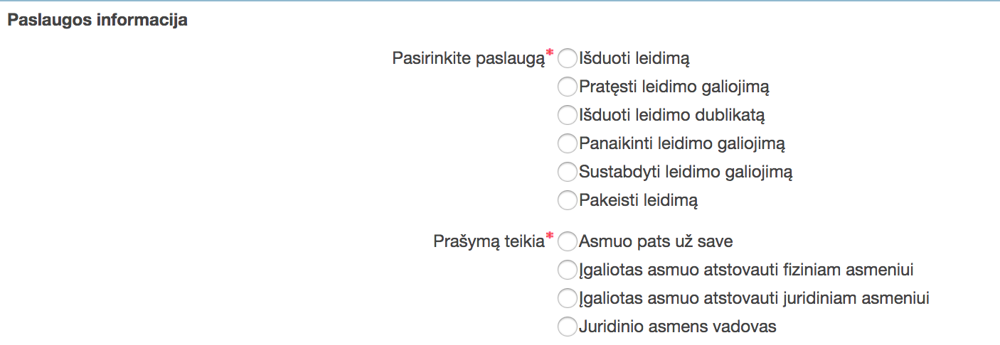 Paslaugos informacija
Pasirinkite paslaugą* Išduoti leidimą
Pratęsti leidimo galiojimą
Išduoti leidimo dublikatą
Panaikinti leidimo galiojimą
Sustabdyti leidimo galiojimą
Pakeisti leidimą
Prašymą teikia* Asmuo pats už save
Įgaliotas asmuo atstovauti fiziniam asmeniui
Įgaliotas asmuo atstovauti juridiniam asmeniui
Juridinio asmens vadovas